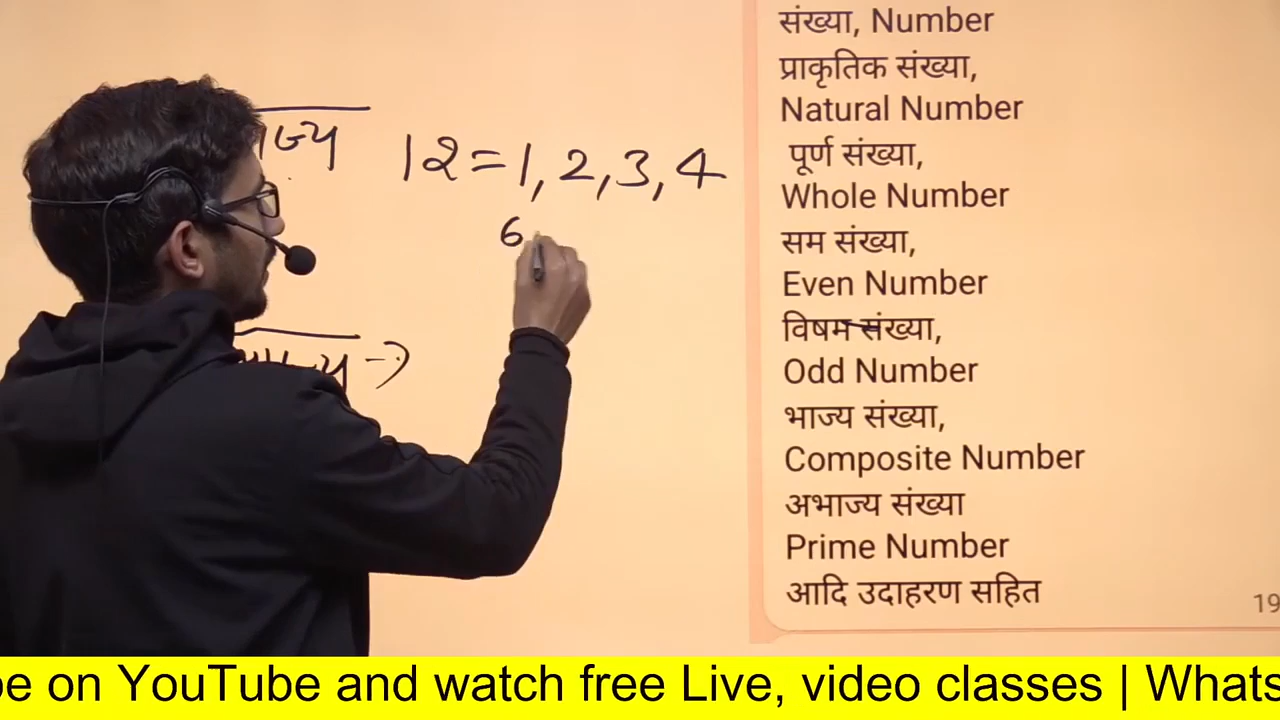 12=1,2,3,4
6
संख्या, Number
प्राकृतिक संख्या,
Natural Number
पूर्ण संख्या,
Whole Number
सम संख्या,
Even Number
विषम संख्या,
Odd Number
भाज्य संख्या,
Composite Number
अभाज्य संख्या
Prime Number
आदि उदाहरण सहित
19
on YouTube and watch free Live, video classes |